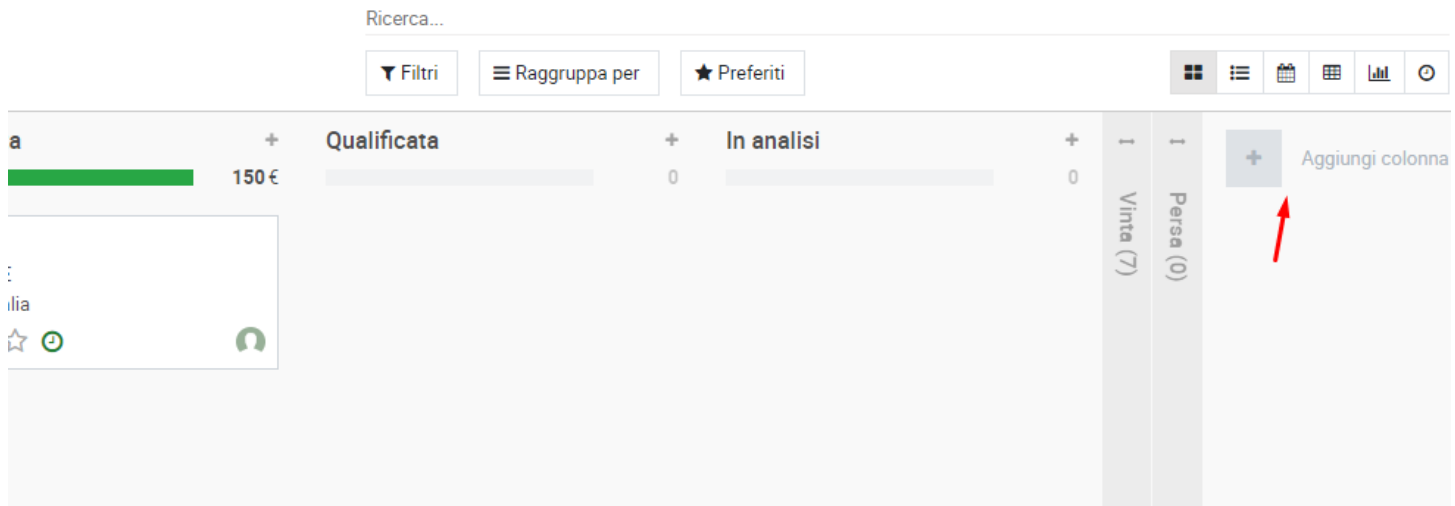 Ricerca...
Filtri
Raggruppa per
Preferiti
a
150 €
Qualificata
0
In analisi
0
Vinta (7)
Persa (0)
Aggiungi colonna
E
lia